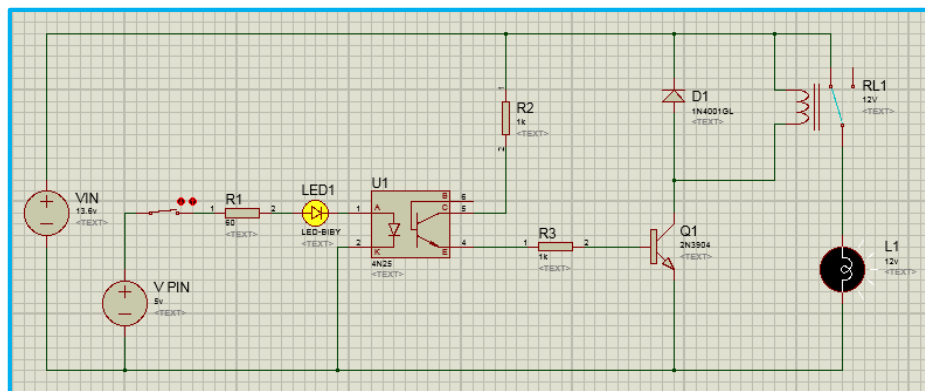 VIN
13.6v
<TEXT>
V PIN
5v
<TEXT>
1
R1
2
60
<TEXT>
LED1
LED-BIBY
<TEXT>
U1
1
A
2
K
B
6
C
5
E
4
4N25
<TEXT>
1
R2
1k
<TEXT>
2
1
R3
2
1k
<TEXT>
D1
1N4001GL
<TEXT>
Q1
2N3904
<TEXT>
RL1
12V
<TEXT>
L1
12v
<TEXT>